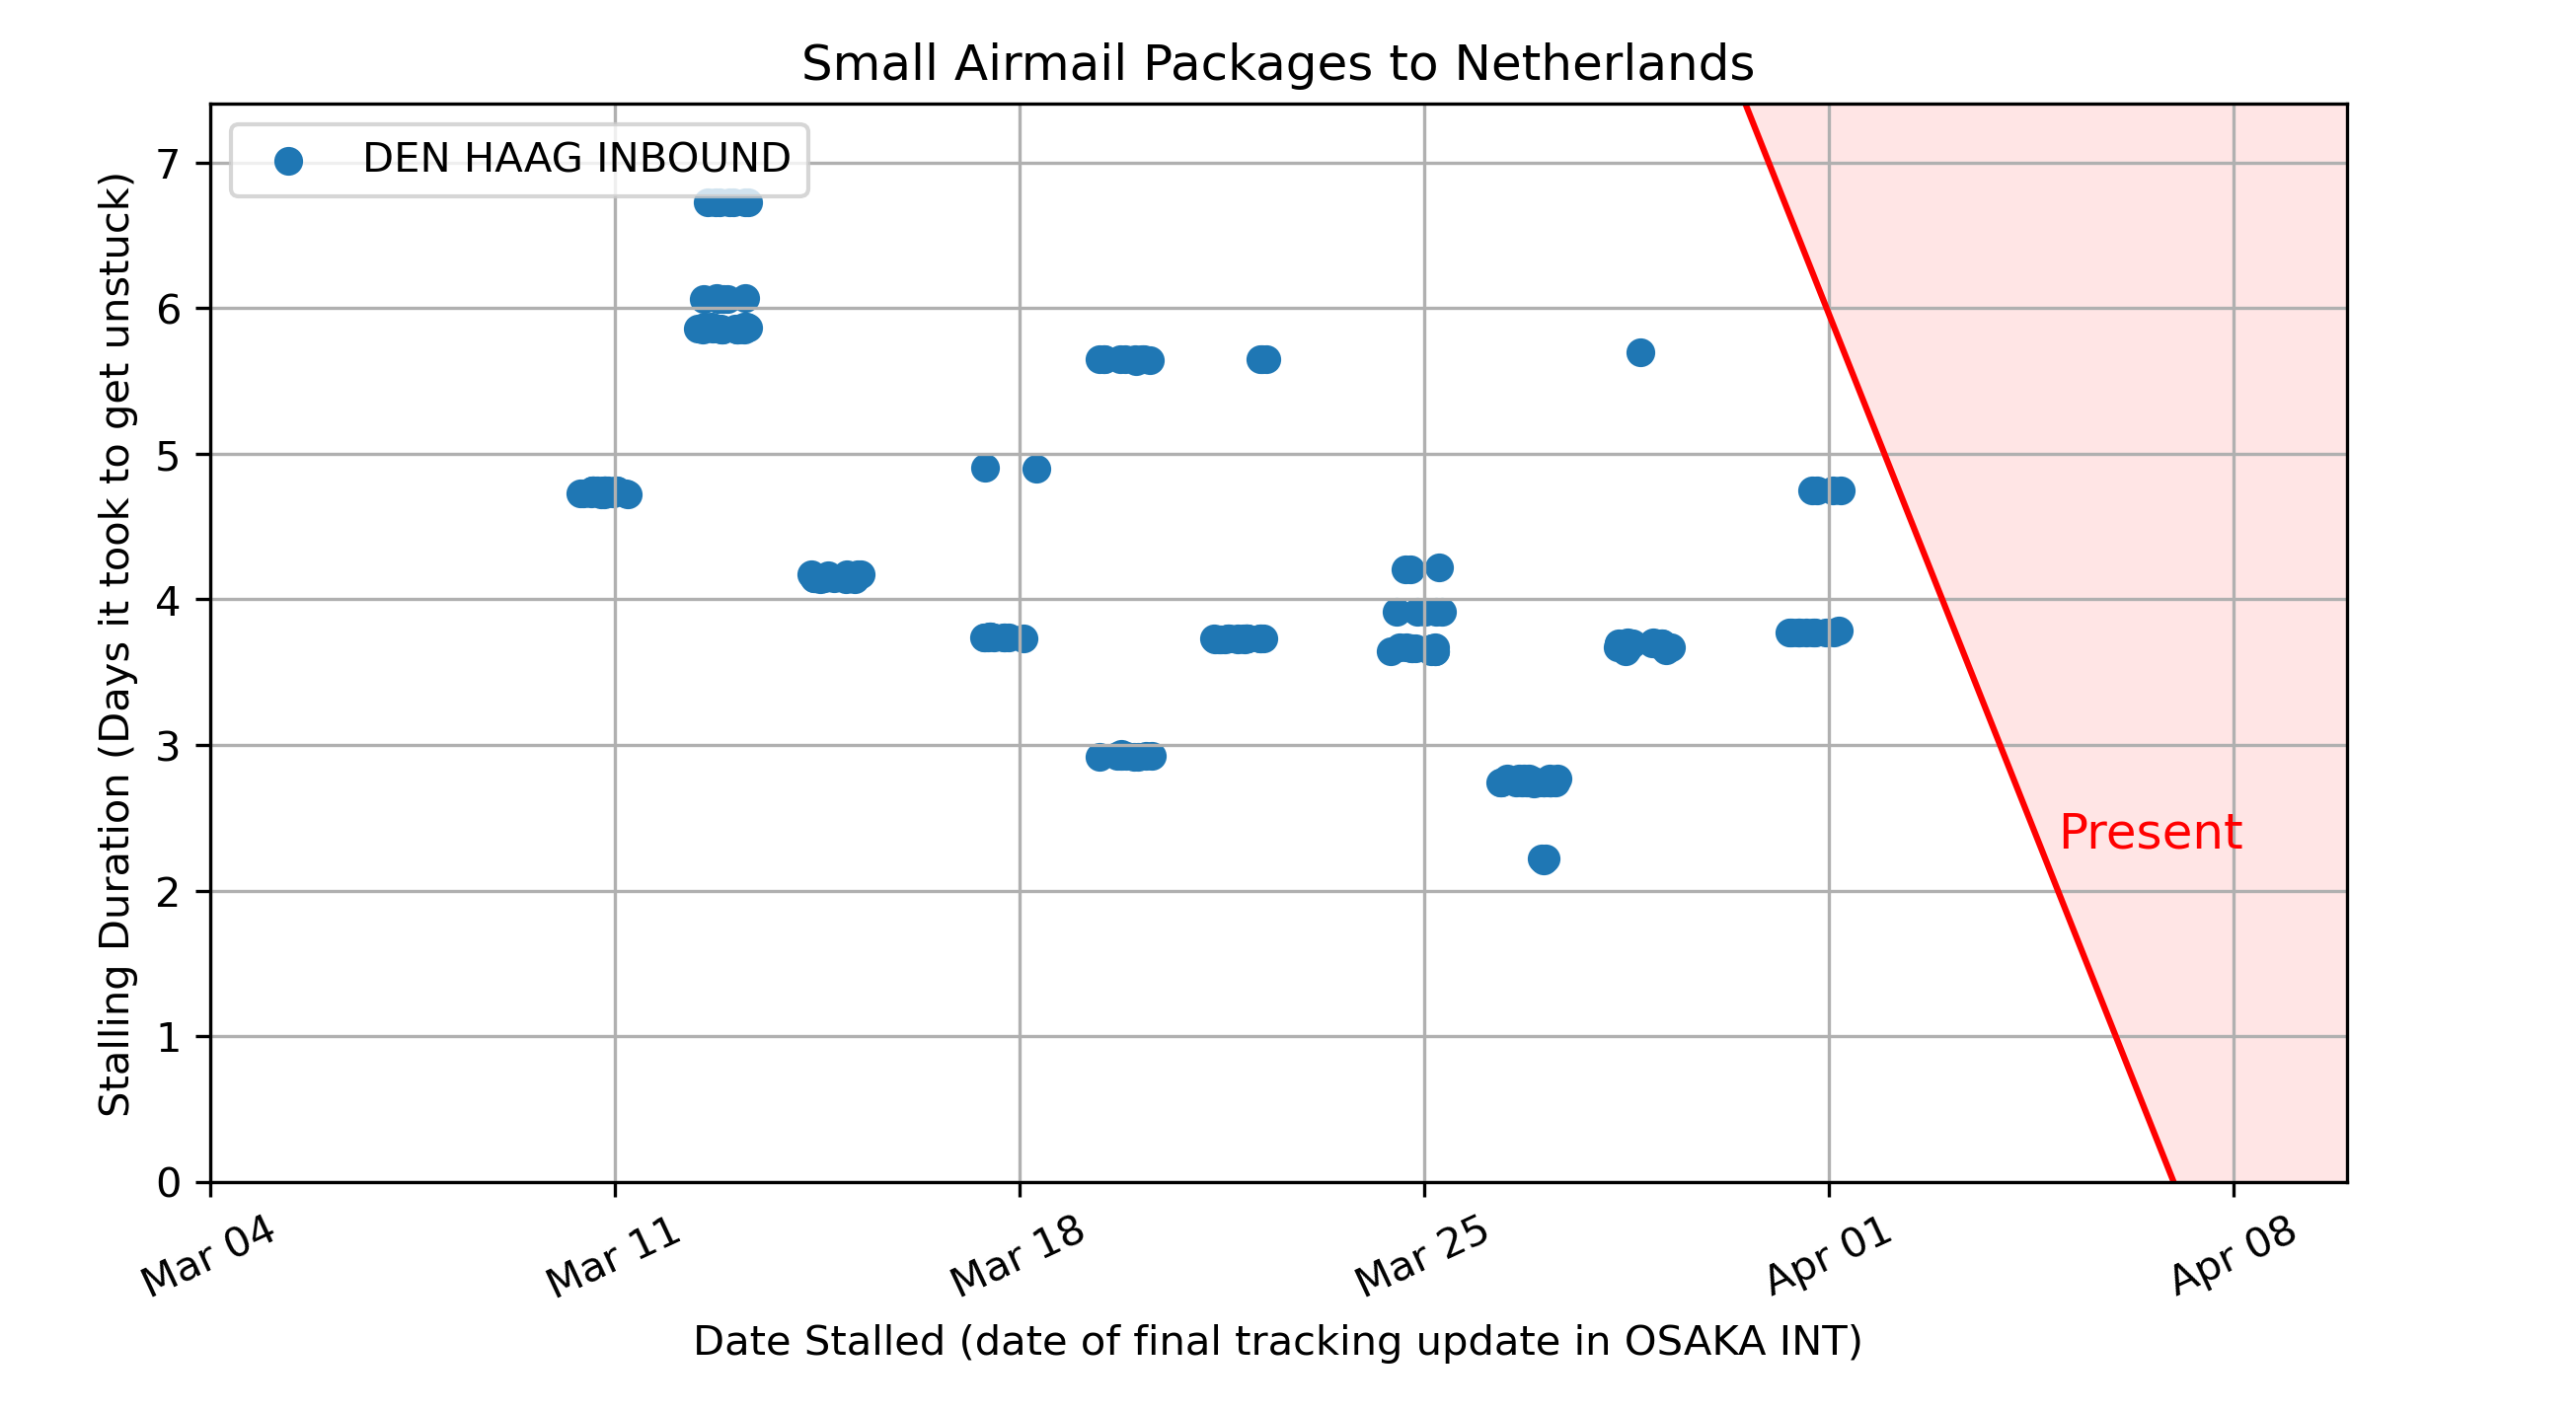 Small Airmail Packages to Netherlands
DEN HAAG INBOUND
Stalling Duration (Days it took to get unstuck)
7
6
5
4
3
2
1
0
Present
Mar 04
Mar 11
Mar 18
Mar 25
Apr 01
Apr 08
Date Stalled (date of final tracking update in OSAKA INT)